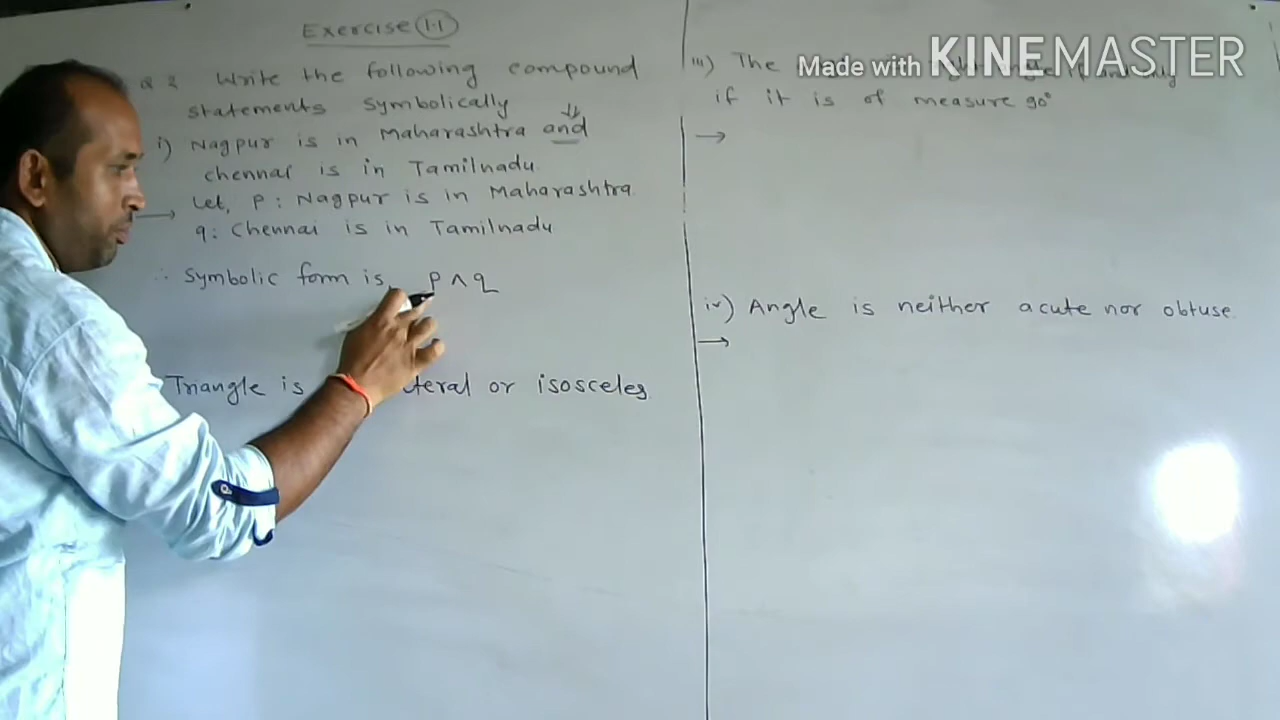 Exercise 1.1
Q 2 Write the following compound
statements symbolically
i) Nagpur is in Maharashtra and
chennai is in Tamilnadu.
Let, p : Nagpur is in Maharashtra
q : Chennai is in Tamilnadu
∴ Symbolic form is, p ∧ q
Triangle is or isosceles
iii) The
if it is of measure 90°
iv) Angle is neither acute nor obtuse.
Made with KINEMASTER